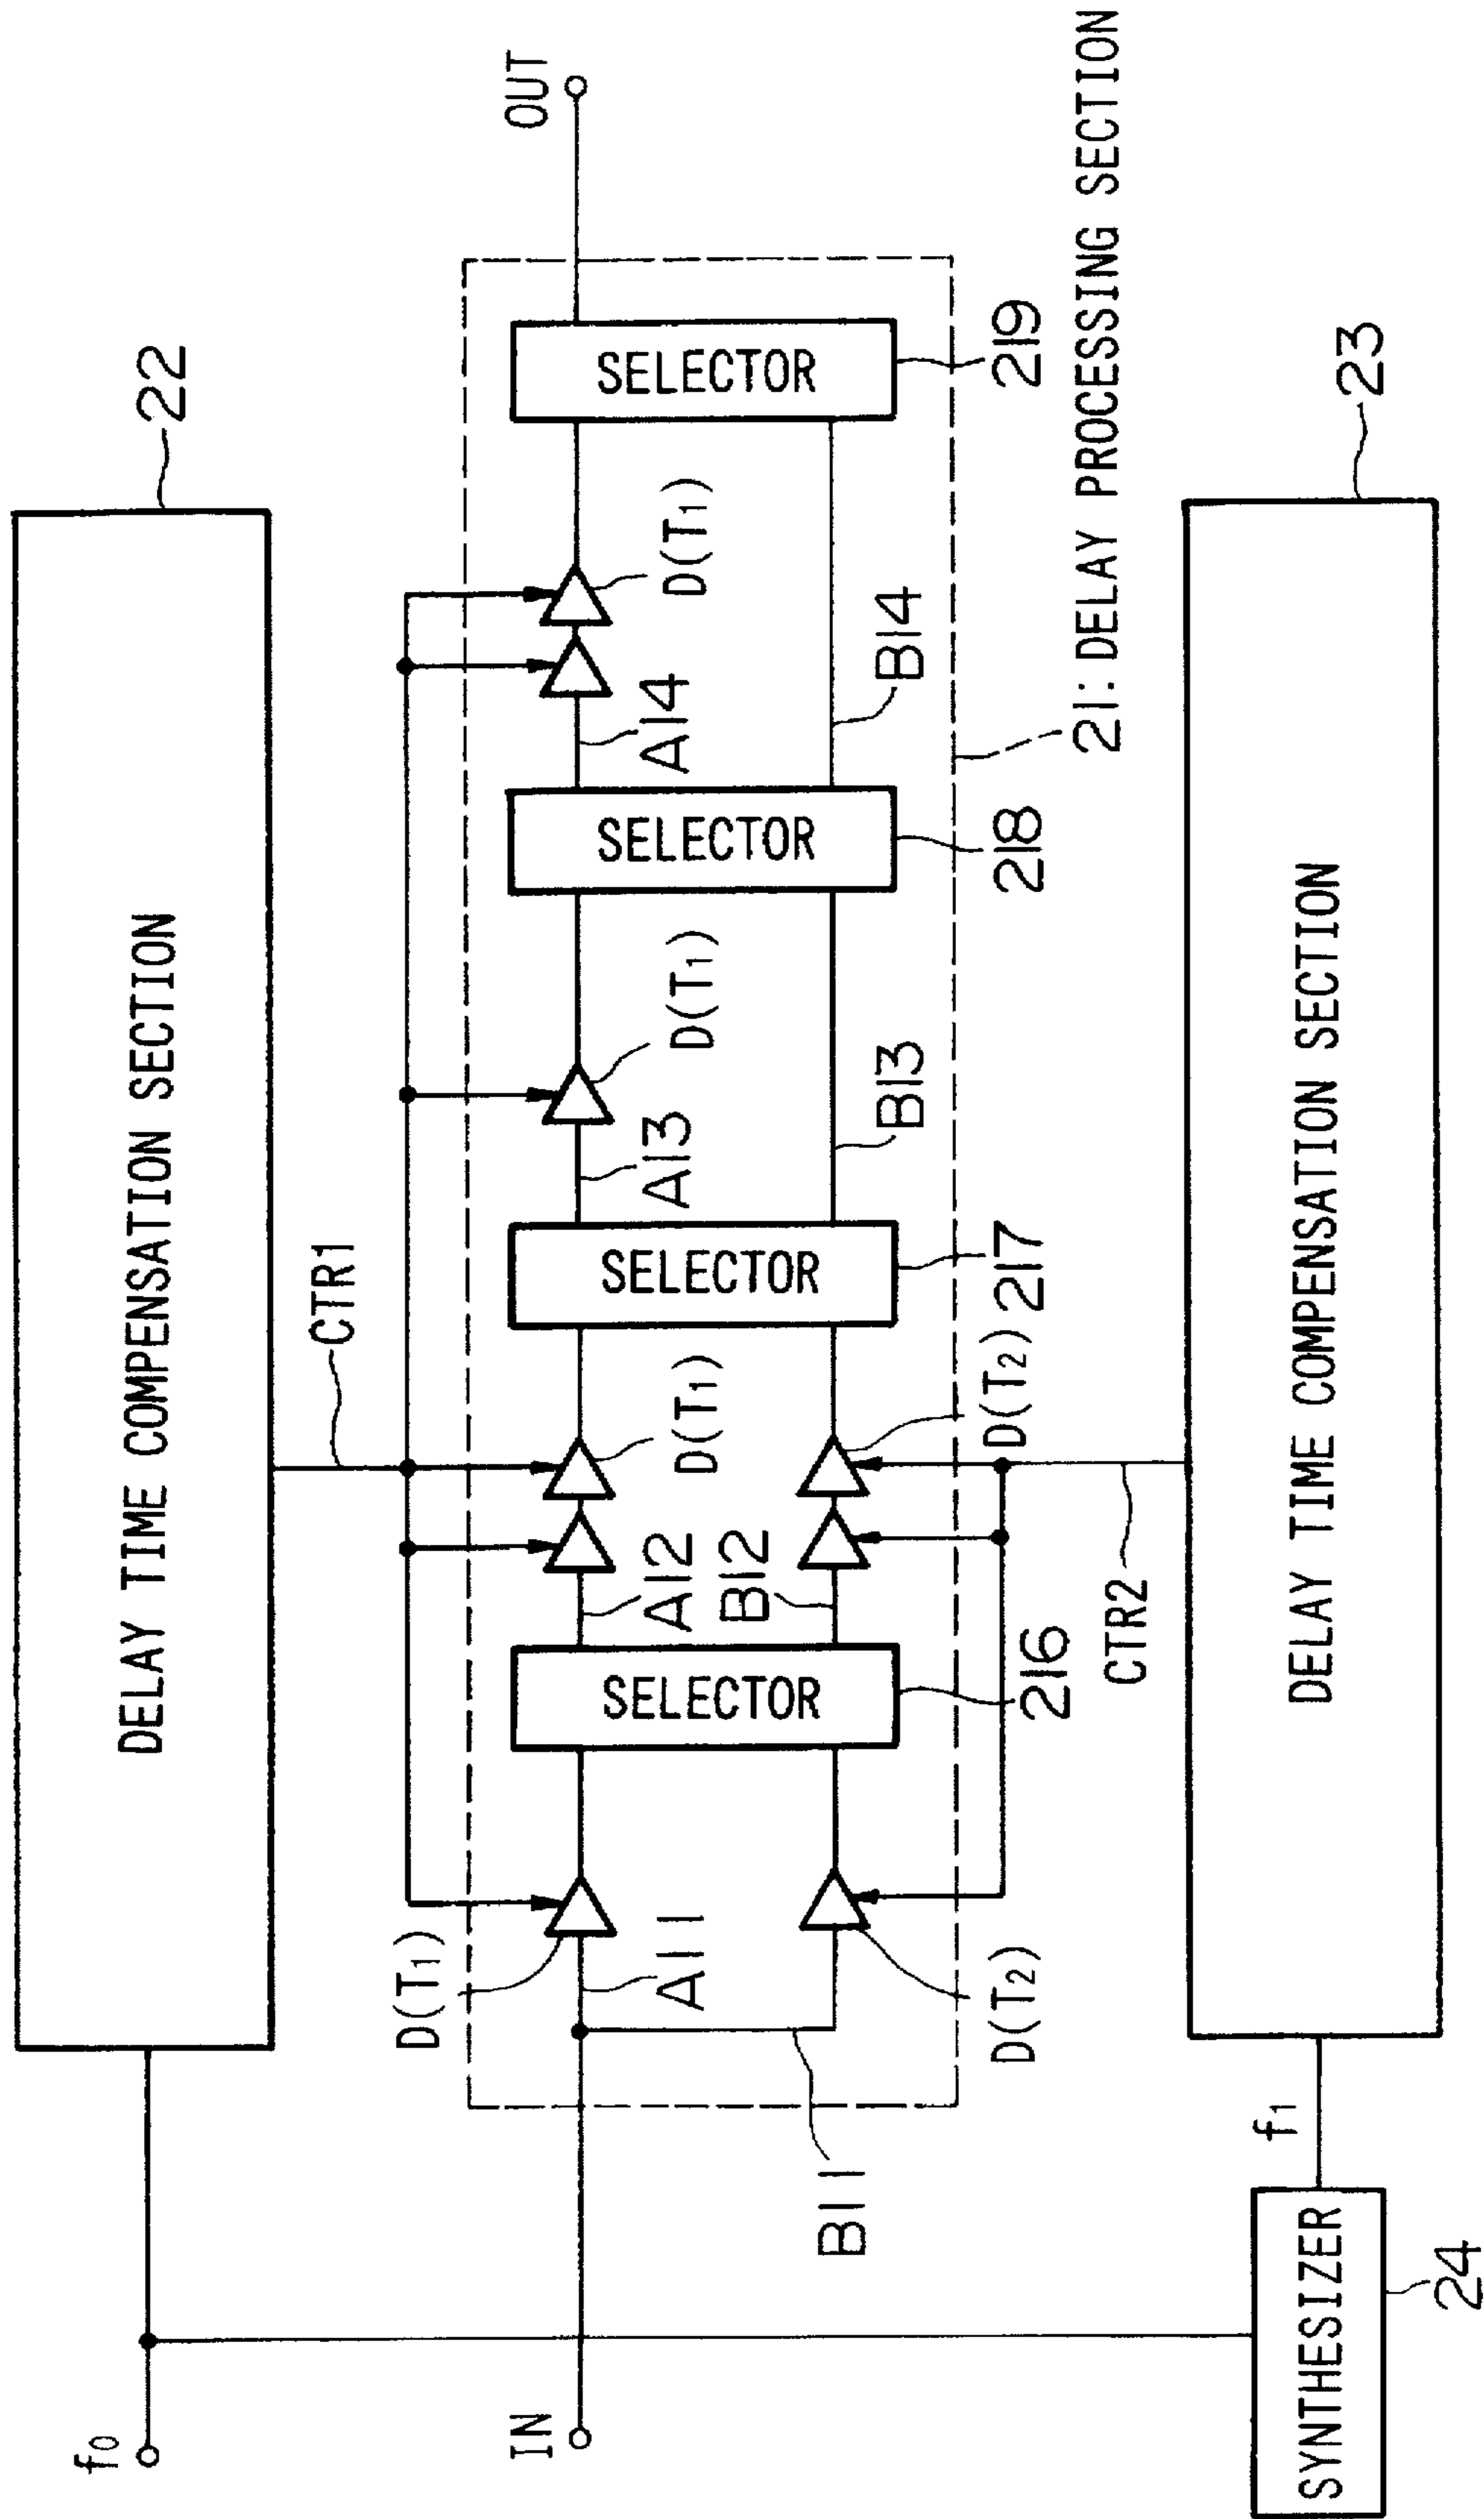 f0
DELAY TIME COMPENSATION SECTION
22
CTR1
IN
OUT
D(T1)
A11
B11
D(T2)
SELECTOR
216
A12
B12
D(T1)
D(T2)
SELECTOR
217
A13
B13
D(T1)
SELECTOR
218
A14
B14
D(T1)
SELECTOR
219
21:DELAY PROCESSING SECTION
CTR2
SYNTHESIZER
24
f1
DELAY TIME COMPENSATION SECTION
23